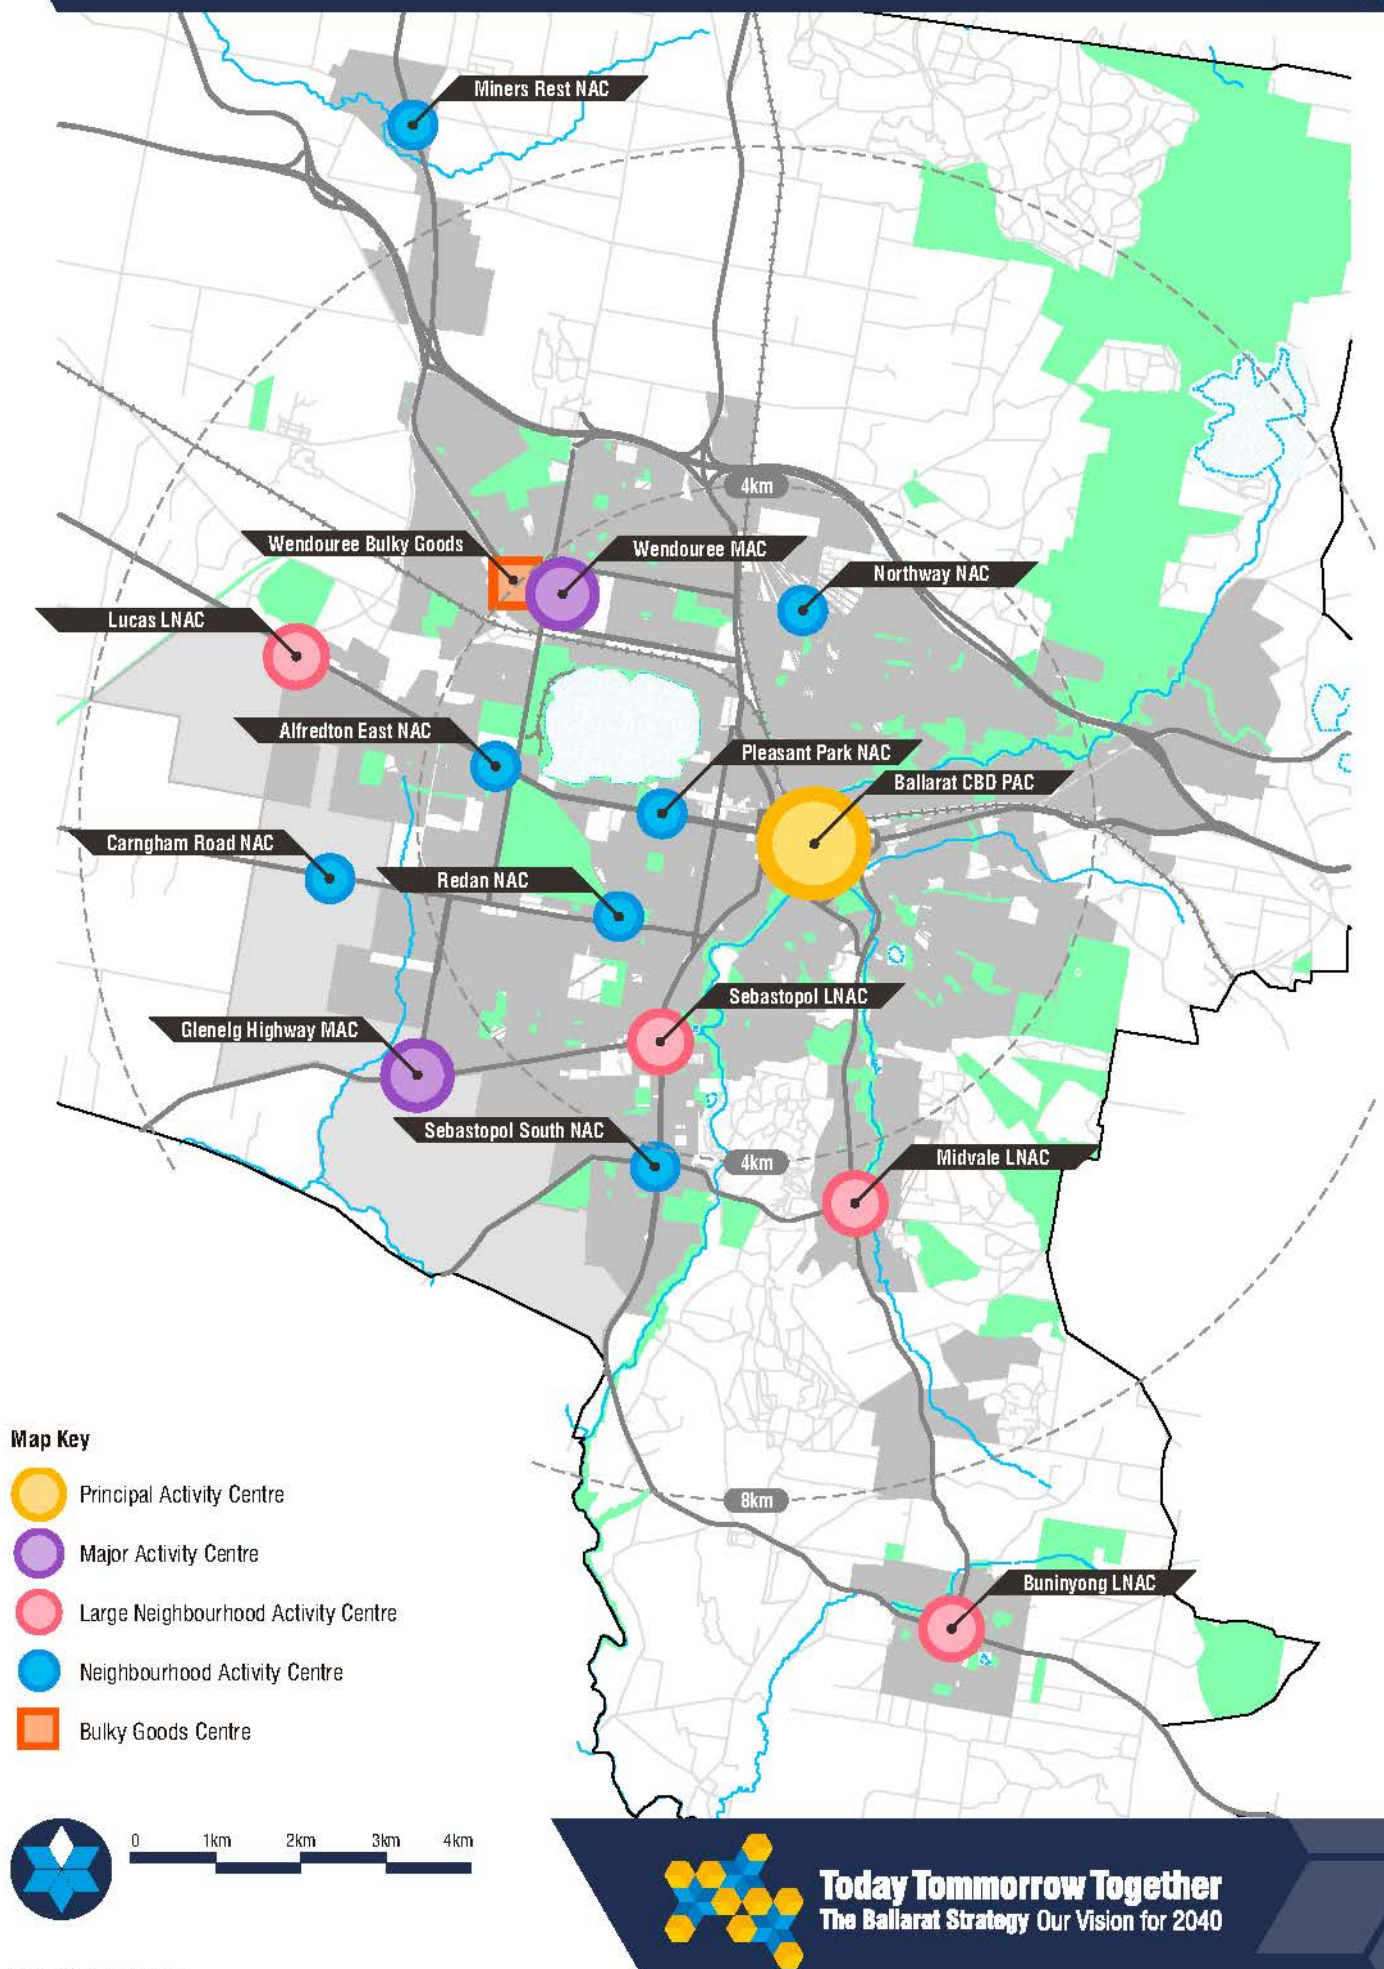 Miners Rest NAC
4km
Wendouree Bulky Goods
Wendouree MAC
Northway NAC
Lucas LNAC
Alfredton East NAC
Pleasant Park NAC
Ballarat CBD PAC
Carngham Road NAC
Redan NAC
Sebastopol LNAC
Glenelg Highway MAC
Sebastopol South NAC
4km
Midvale LNAC
8km
Buninyong LNAC
Map Key
Principal Activity Centre
Major Activity Centre
Large Neighbourhood Activity Centre
Neighbourhood Activity Centre
Bulky Goods Centre
0 1km 2km 3km 4km
Today Tommorrow Together
The Ballarat Strategy Our Vision for 2040